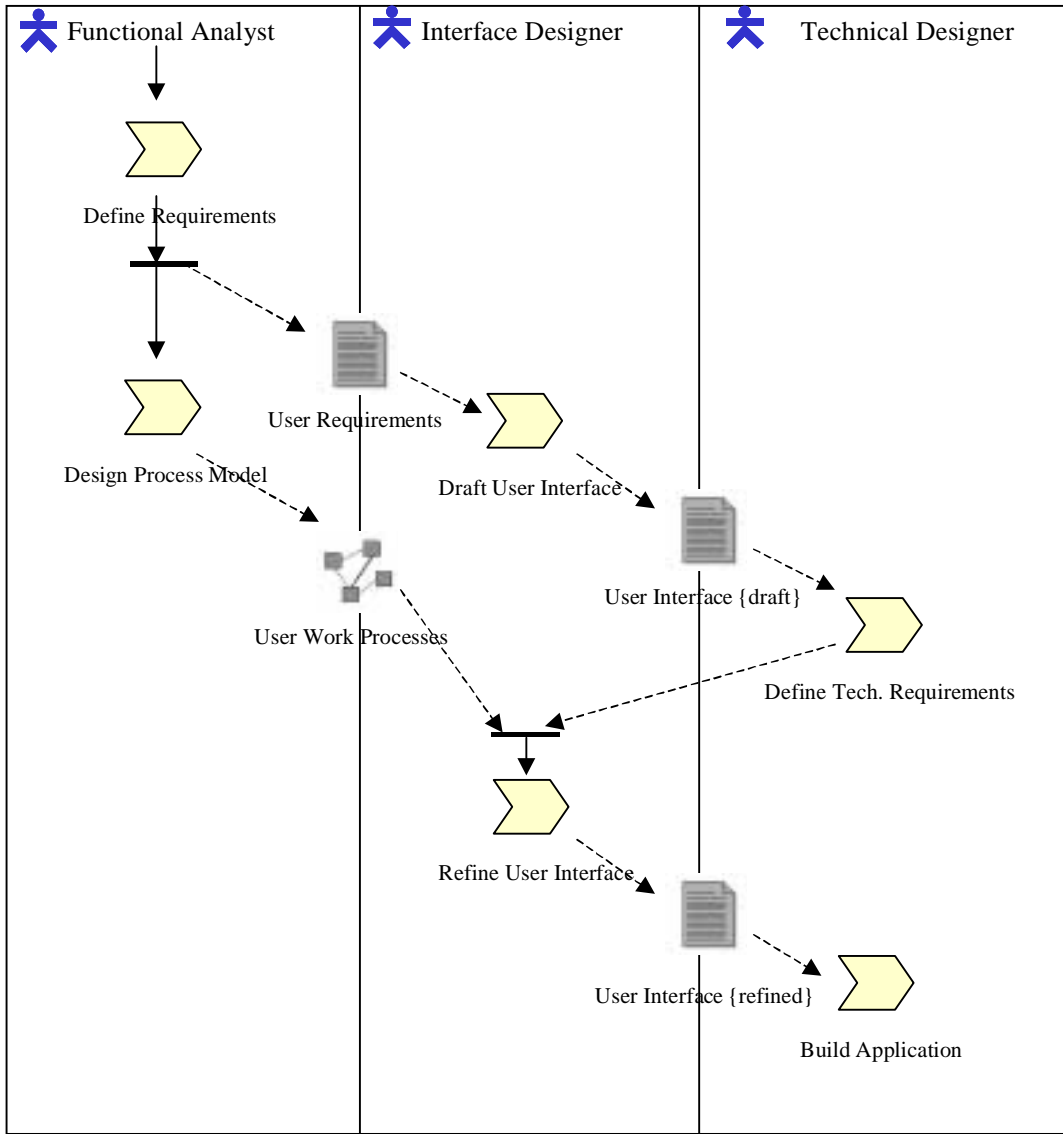 Functional Analyst
Interface Designer
Technical Designer
Define Requirements
User Requirements
Design Process Model
Draft User Interface
User Interface {draft}
User Work Processes
Define Tech. Requirements
Refine User Interface
User Interface {refined}
Build Application